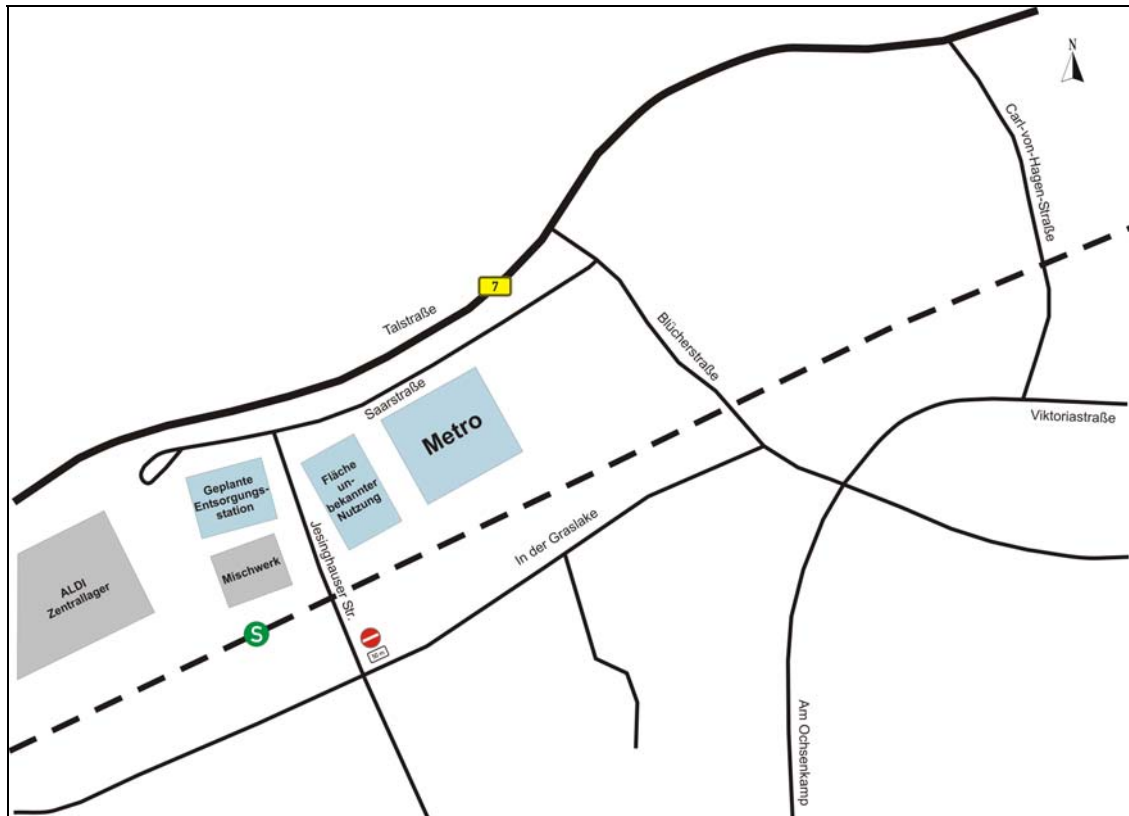 N
Carl-von-Hagen-Straße
7
Talstraße
Blücherstraße
Saarstraße
Metro
Viktoriastraße
Geplante
Entsorgungs-
station
Fläche
un-
bekannter
Nutzung
Jesinghauser Str.
In der Graslake
Mischwerk
ALDI
Zentrallager
S
50 m
Am Ochsenkamp